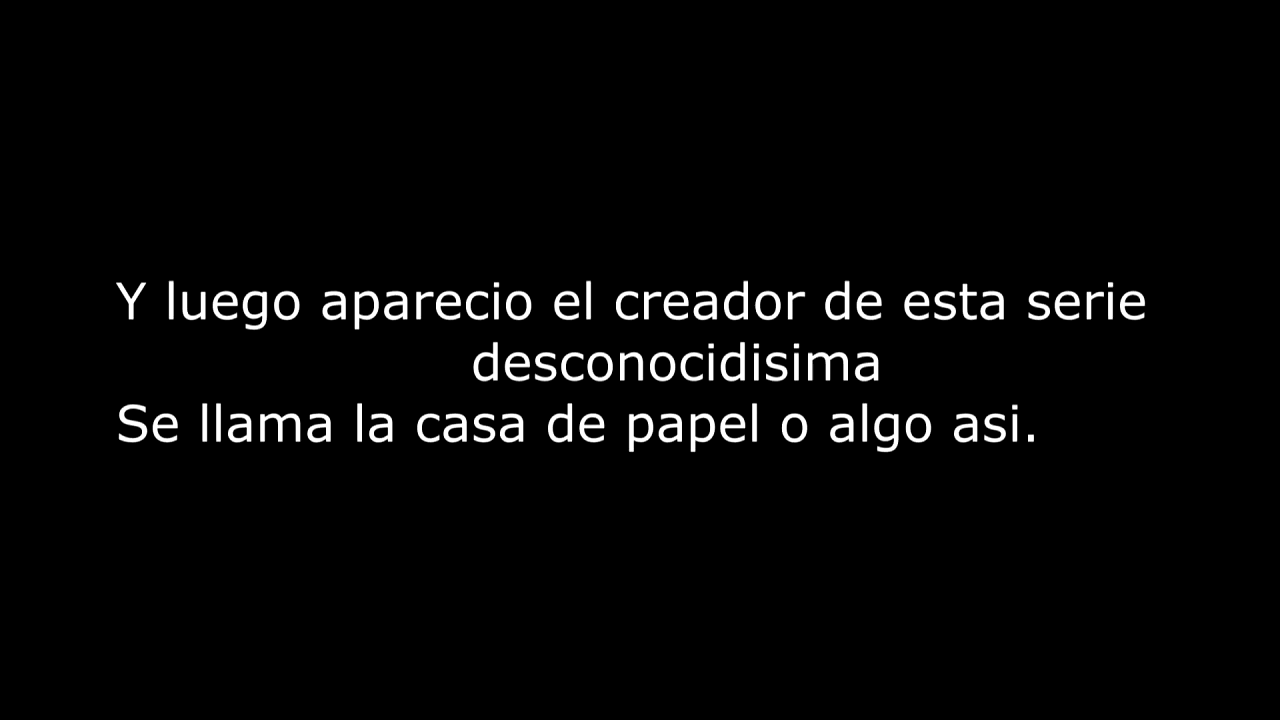 Y luego aparecio el creador de esta serie
desconocidisima
Se llama la casa de papel o algo asi.